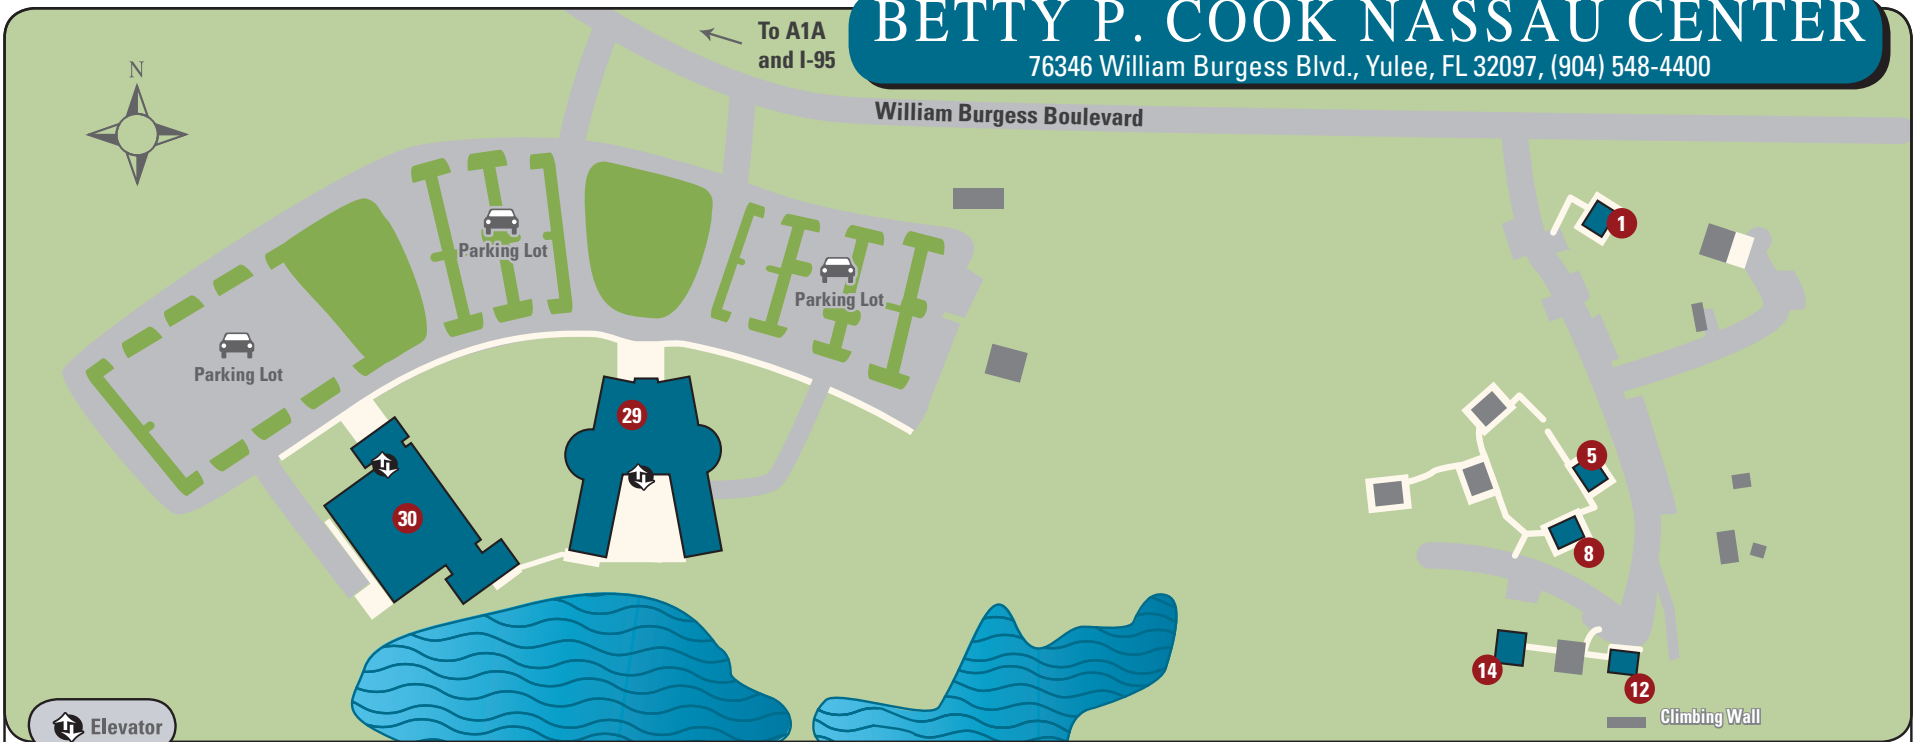 BETTY P. COOK NASSAU CENTER
76346 William Burgess Blvd., Yulee, FL 32097, (904) 548-4400
To A1A
and I-95
N
William Burgess Boulevard
1
Parking Lot
Parking Lot
Parking Lot
29
30
5
8
14
12
Climbing Wall
Elevator